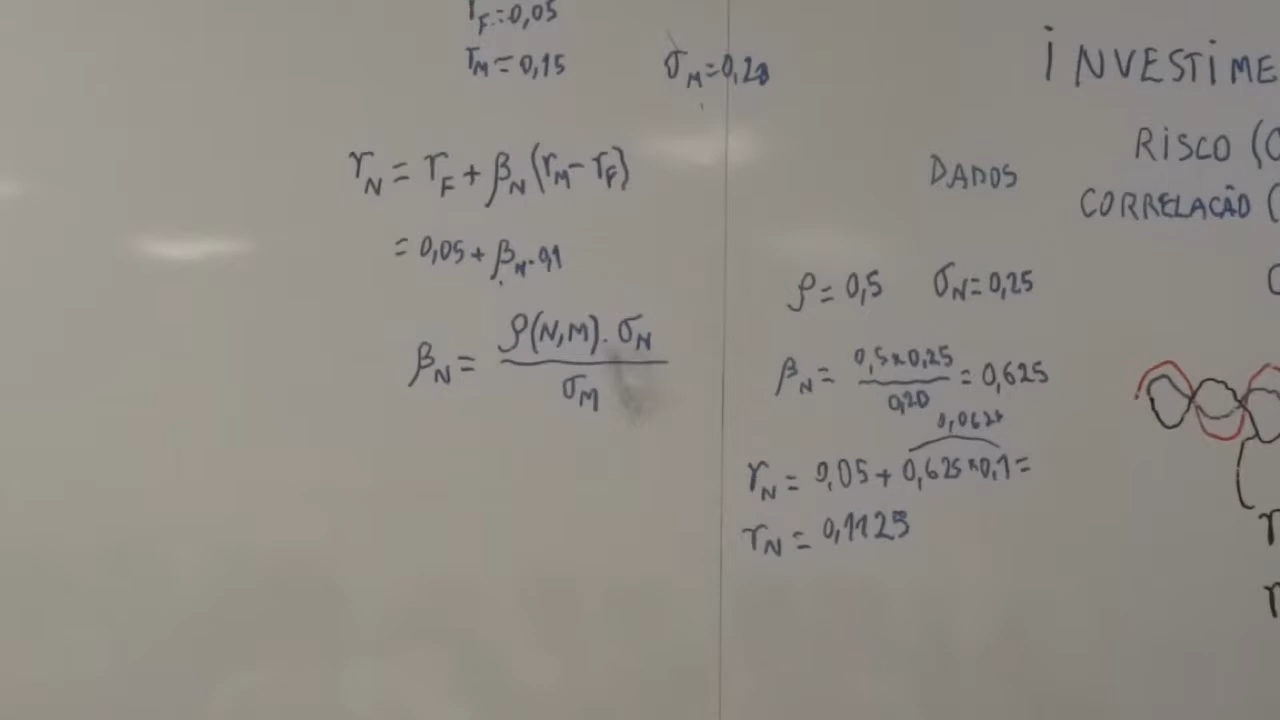 r_F = 0,05
r_M = 0,15
σ_M = 0,20
r_N = r_F + β_N (r_M - r_F)
= 0,05 + β_N . 0,1
β_N = ρ(N,M) . σ_N / σ_M
DADOS
ρ = 0,5 σ_N = 0,25
β_N = 0,5 x 0,25 / 0,20 = 0,625
0,0625
r_N = 0,05 + 0,625 x 0,1 =
r_N = 0,1125
INVESTIME
RISCO (
CORRELAÇÃO (
r
r